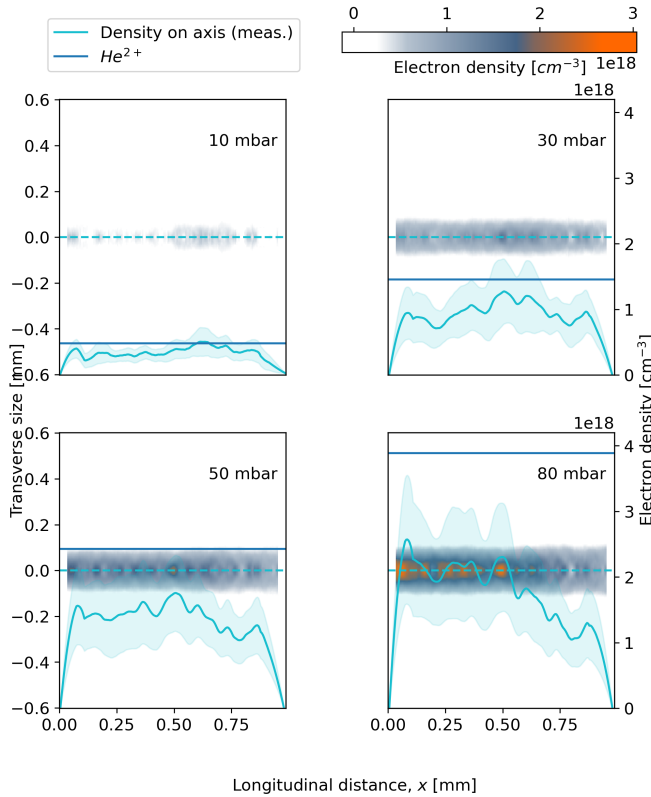 Density on axis (meas.)
He²⁺
0 1 2 3
Electron density [cm⁻³] 1e18
0.6
0.4
0.2
0.0
−0.2
−0.4
−0.6
10 mbar
1e18
30 mbar
4
3
2
1
0
Transverse size [mm]
Electron density [cm⁻³]
0.6
0.4
0.2
0.0
−0.2
−0.4
−0.6
50 mbar
0.00 0.25 0.50 0.75
1e18
80 mbar
4
3
2
1
0
0.00 0.25 0.50 0.75
Longitudinal distance, x [mm]